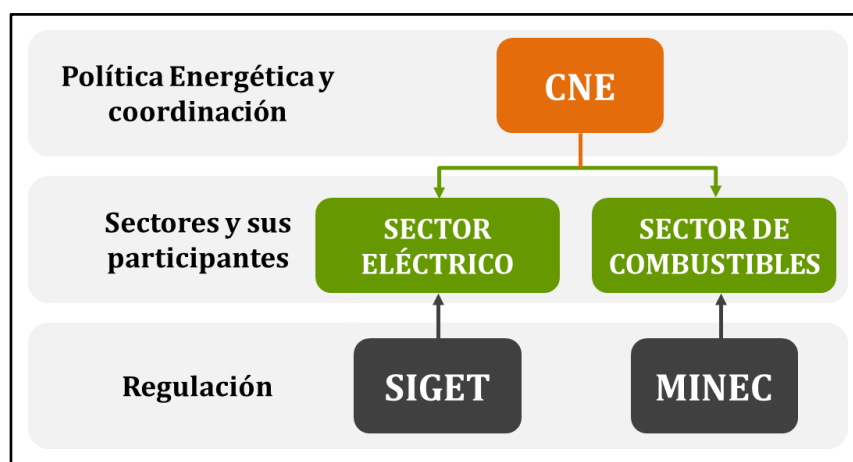 Política Energética y
coordinación
CNE
Sectores y sus
participantes
SECTOR
ELÉCTRICO
SECTOR DE
COMBUSTIBLES
Regulación
SIGET
MINEC